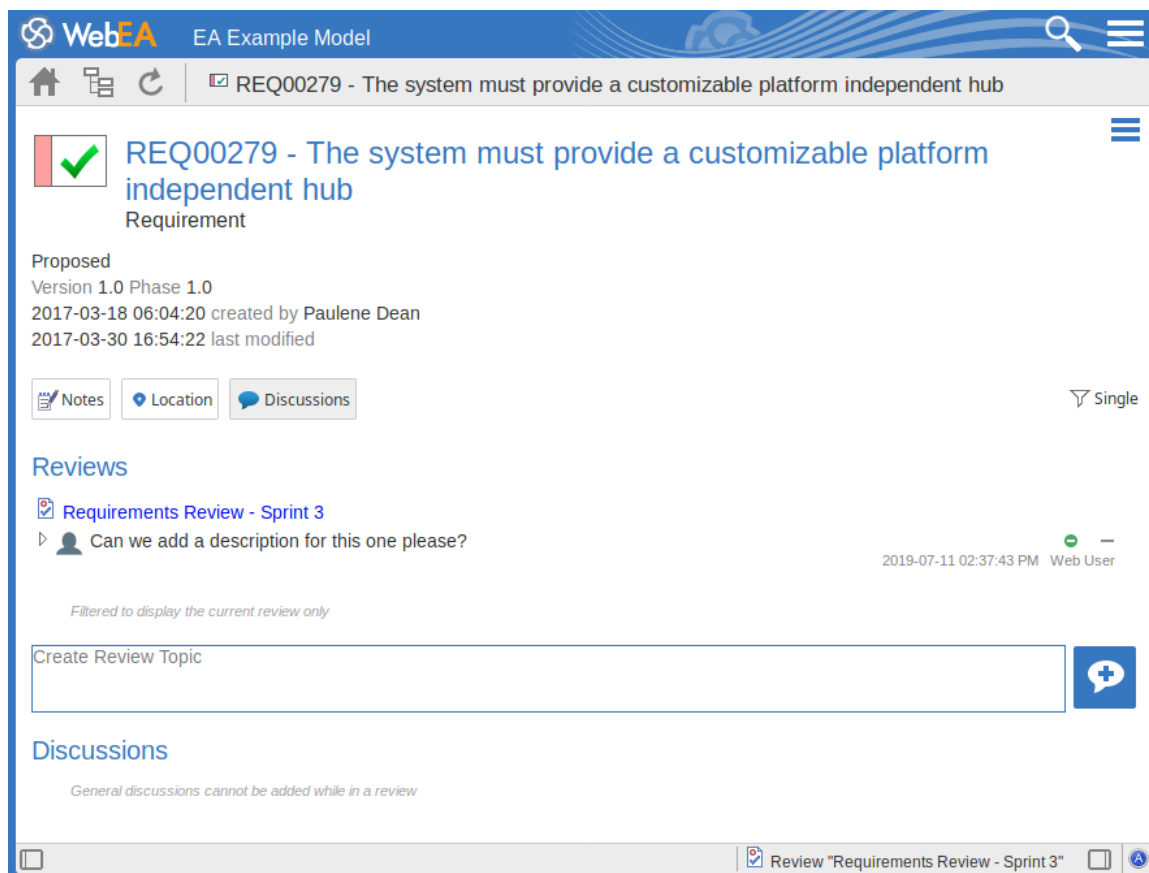 WebEA EA Example Model
REQ00279 - The system must provide a customizable platform independent hub
REQ00279 - The system must provide a customizable platform
independent hub
Requirement
Proposed
Version 1.0 Phase 1.0
2017-03-18 06:04:20 created by Paulene Dean
2017-03-30 16:54:22 last modified
Notes Location Discussions Single
Reviews
Requirements Review - Sprint 3
Can we add a description for this one please?
2019-07-11 02:37:43 PM Web User
Filtered to display the current review only
Create Review Topic
Discussions
General discussions cannot be added while in a review
Review "Requirements Review - Sprint 3" A